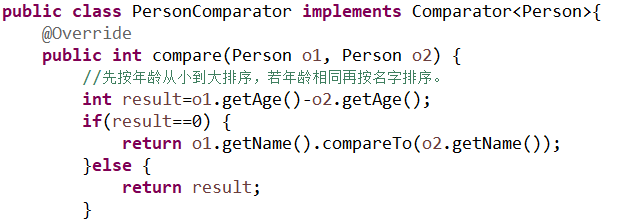 public class PersonComparator implements Comparator<Person>{
    @Override
    public int compare(Person o1, Person o2) {
        //先按年龄从小到大排序，若年龄相同再按名字排序。
        int result=o1.getAge()-o2.getAge();
        if(result==0) {
            return o1.getName().compareTo(o2.getName());
        }else {
            return result;
        }